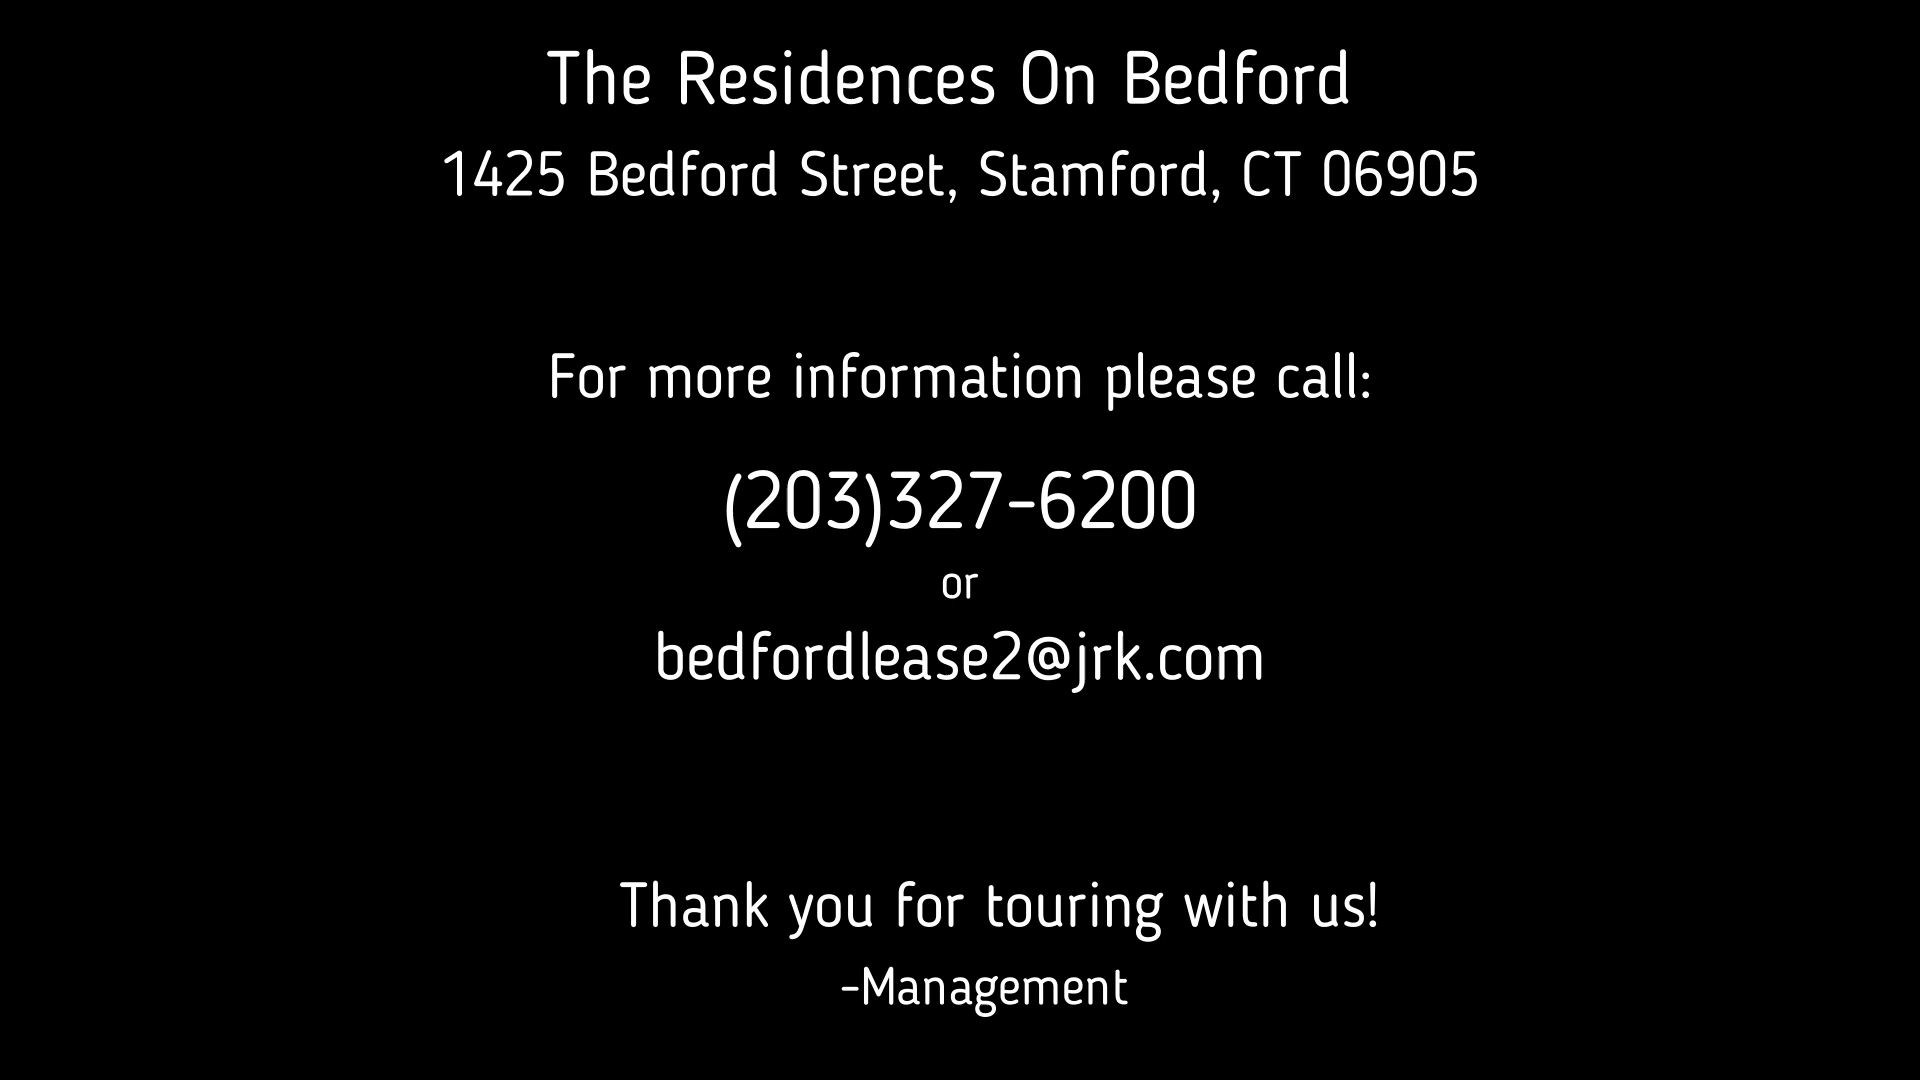 The Residences On Bedford
1425 Bedford Street, Stamford, CT 06905
For more information please call:
(203)327-6200
or
bedfordlease2@jrk.com
Thank you for touring with us!
-Management